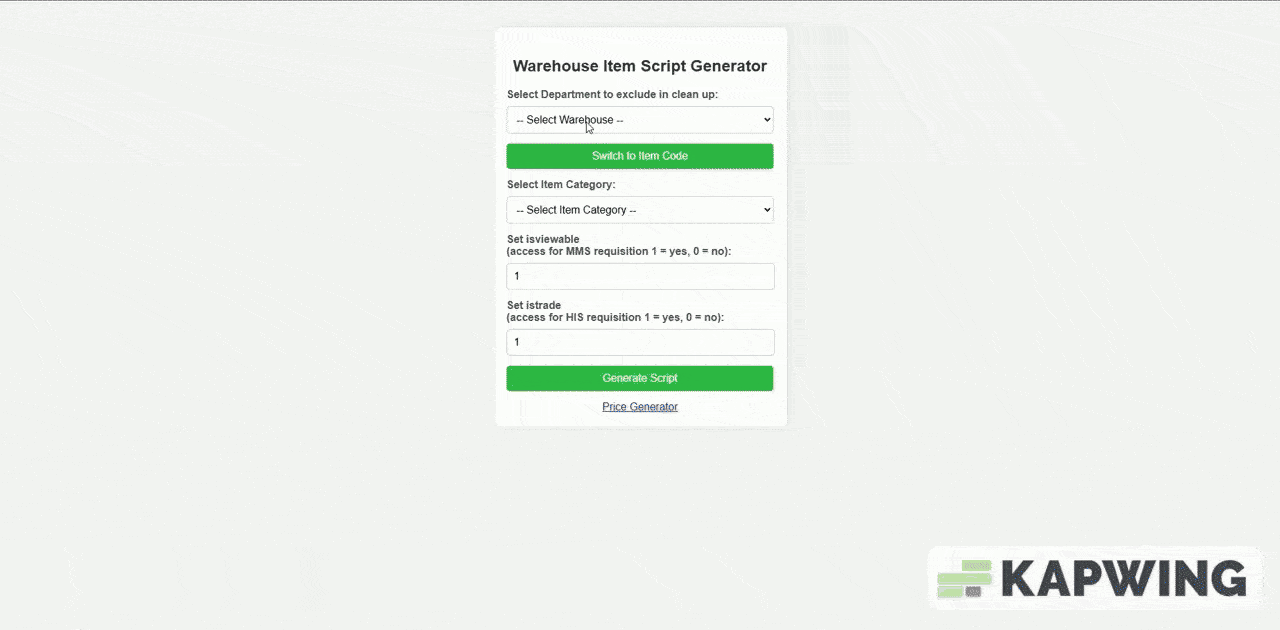 Warehouse Item Script Generator
Select Department to exclude in clean up:
-- Select Warehouse --
Switch to Item Code
Select Item Category:
-- Select Item Category --
Set isviewable
(access for MMS requisition 1 = yes, 0 = no):
1
Set istrade
(access for HIS requisition 1 = yes, 0 = no):
1
Generate Script
Price Generator
KAPWING